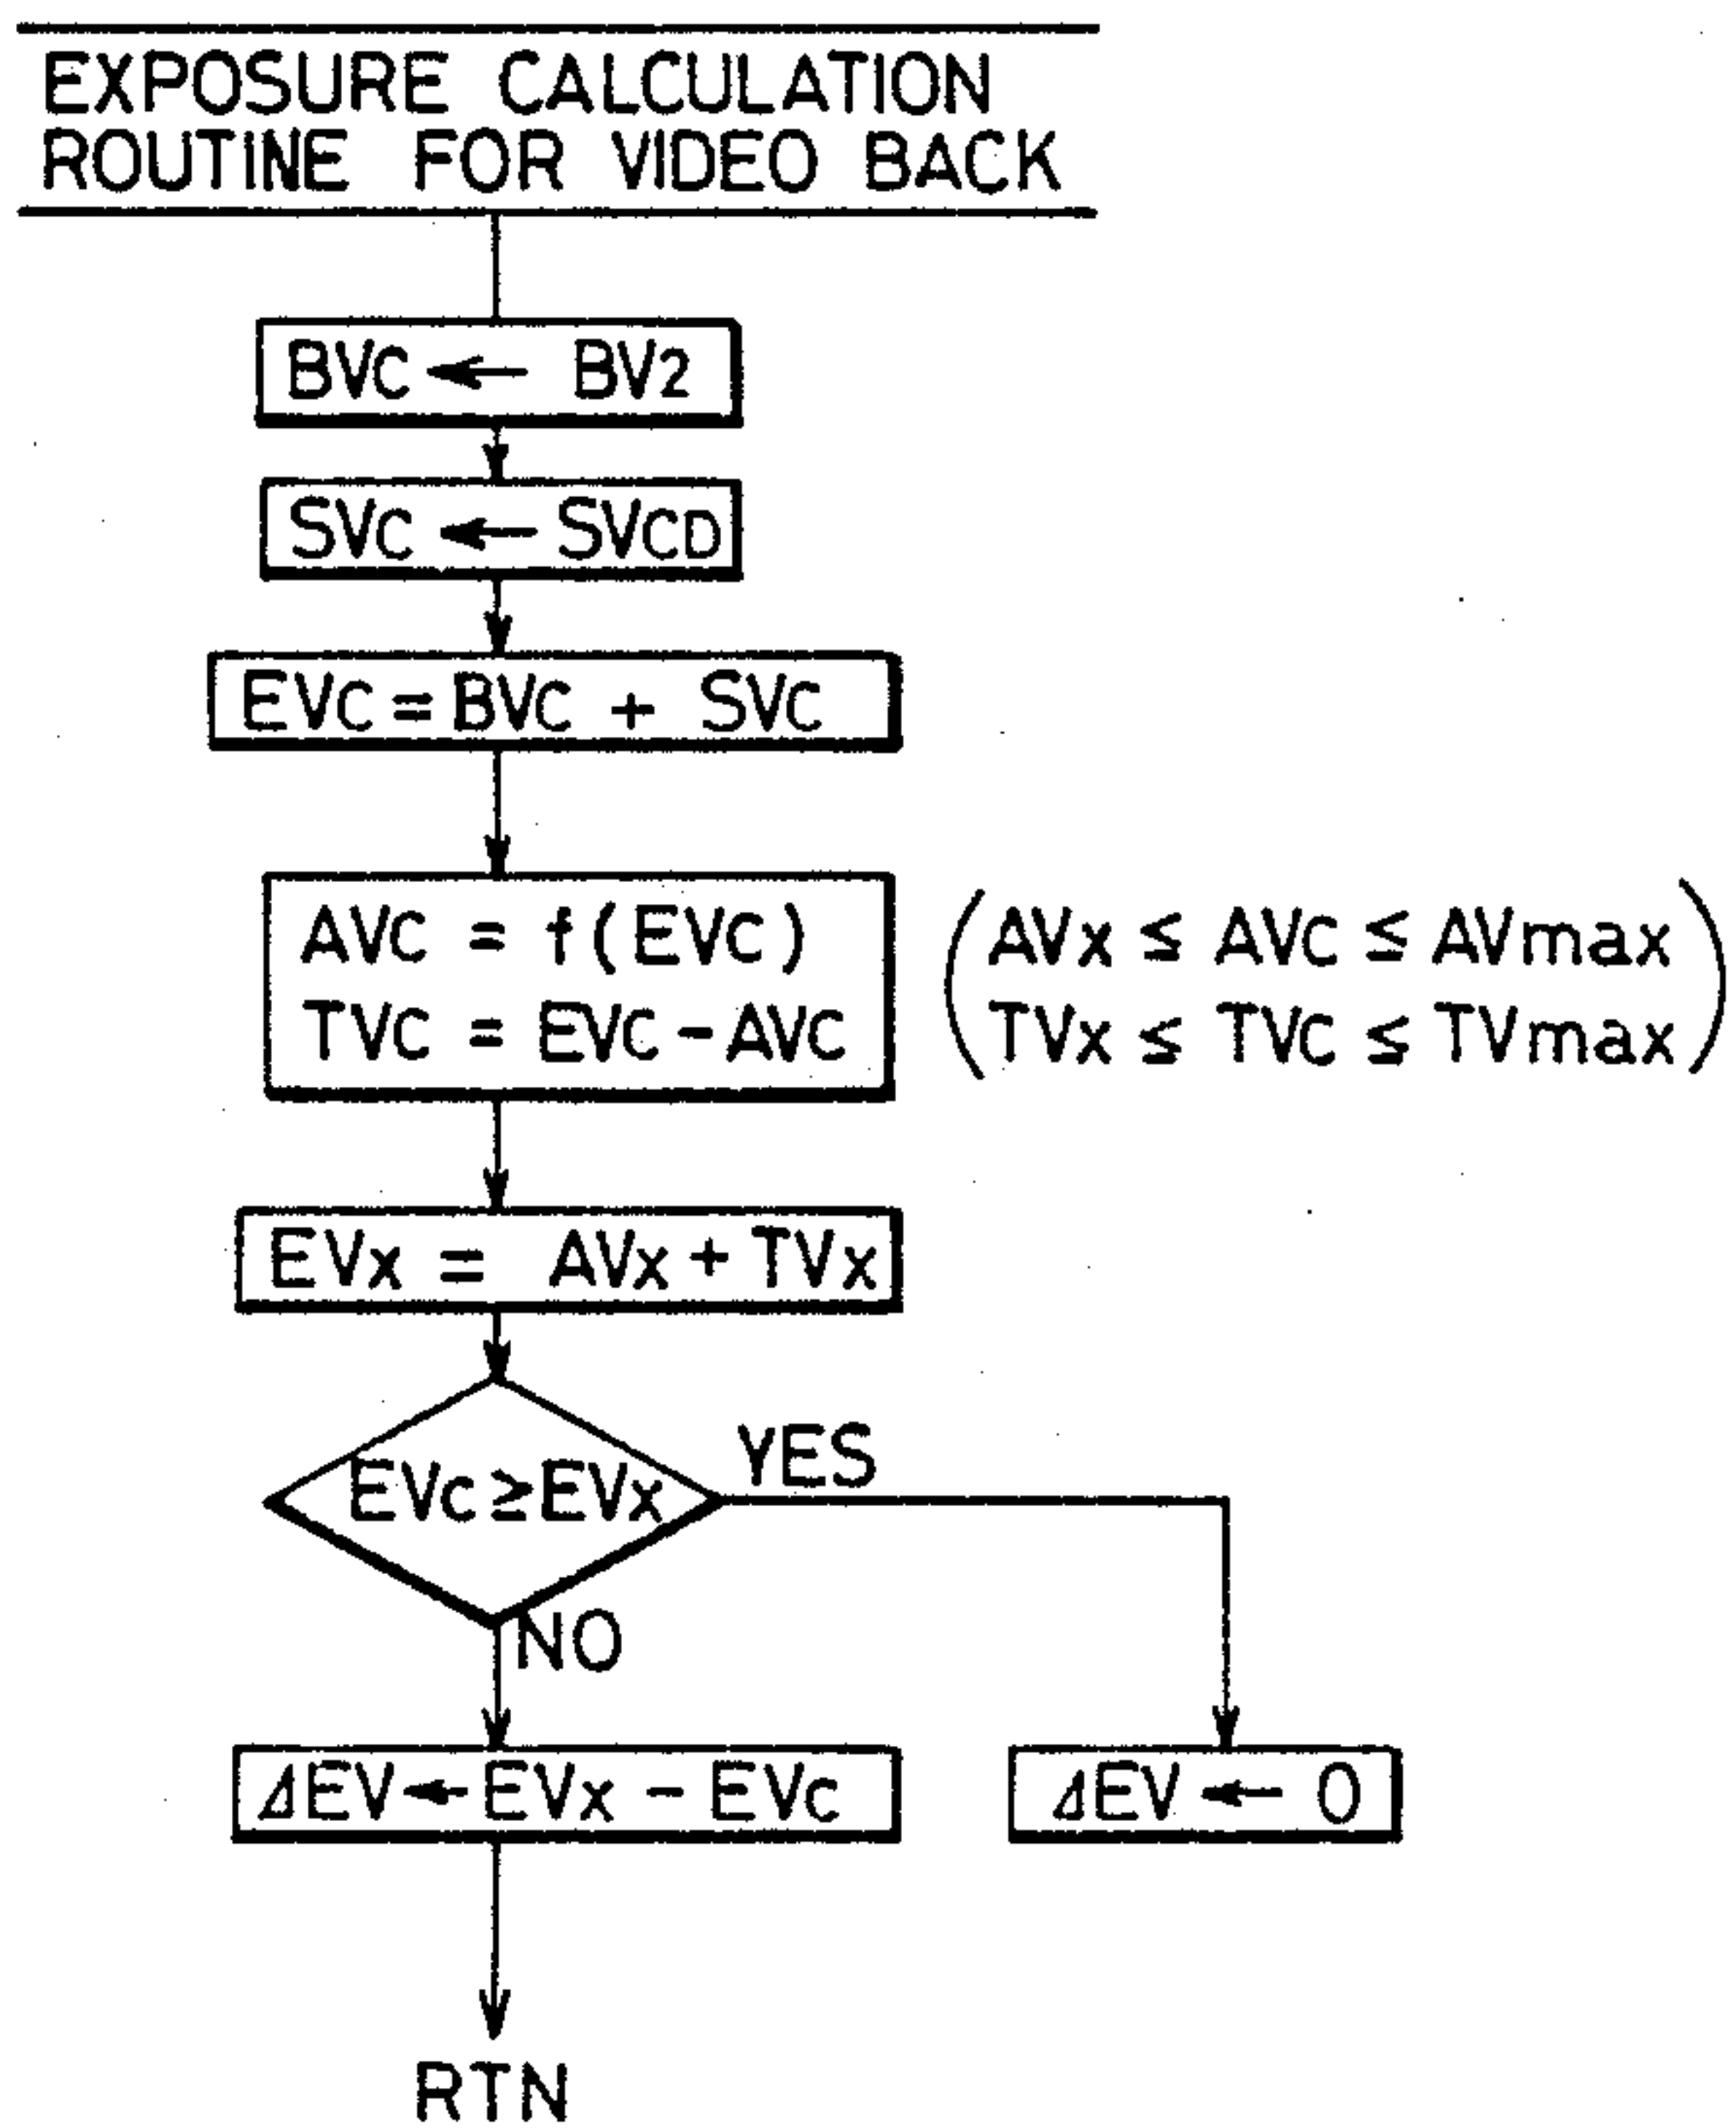 EXPOSURE CALCULATION
ROUTINE FOR VIDEO BACK
BVC ← BV2
SVC ← SVCD
EVC = BVC + SVC
AVC = f(EVC)
TVC = EVC - AVC
(AVx ≤ AVC ≤ AVmax
TVx ≤ TVC ≤ TVmax)
EVx = AVx + TVx
EVc ≥ EVx
YES
NO
ΔEV ← EVx - EVc
ΔEV ← 0
RTN